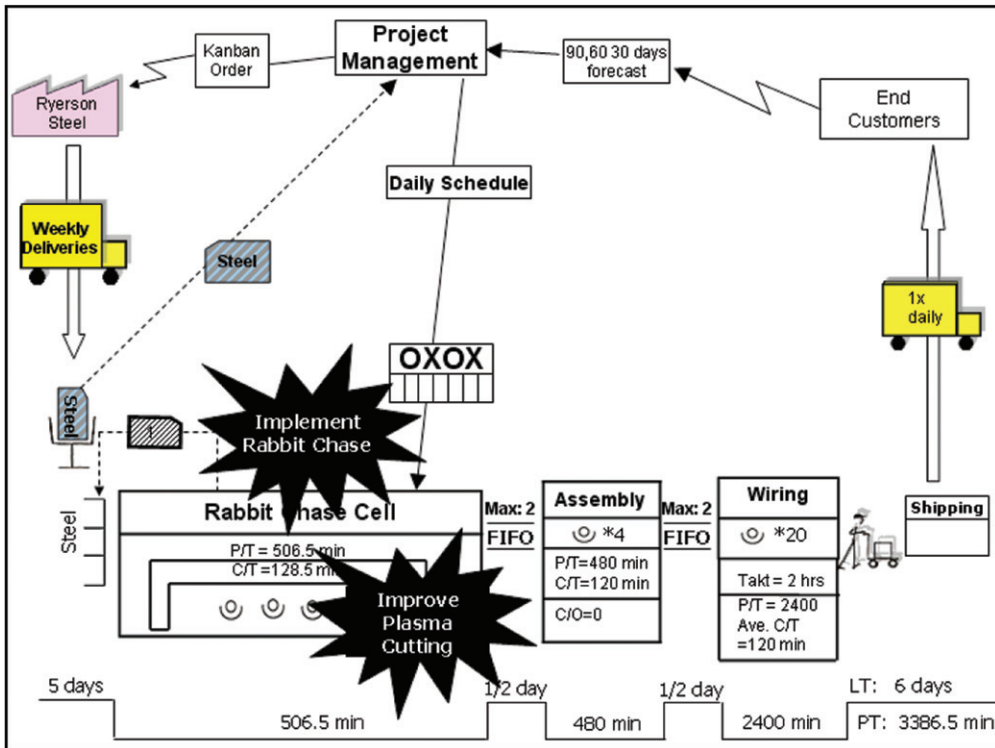 Project
Management
Kanban
Order
90,60 30 days
forecast
Ryerson
Steel
End
Customers
Daily Schedule
Weekly
Deliveries
Steel
1x
daily
OXOX
Steel
1
Implement
Rabbit Chase
Steel
Rabbit Chase Cell
P/T = 506.5 min
C/T =128.5 min
Improve
Plasma
Cutting
Max: 2
FIFO
Assembly
*4
P/T=480 min
C/T=120 min
C/O=0
Max: 2
FIFO
Wiring
*20
Takt = 2 hrs
P/T = 2400
Ave. C/T
=120 min
Shipping
5 days
506.5 min
1/2 day
480 min
1/2 day
2400 min
LT: 6 days
PT: 3386.5 min